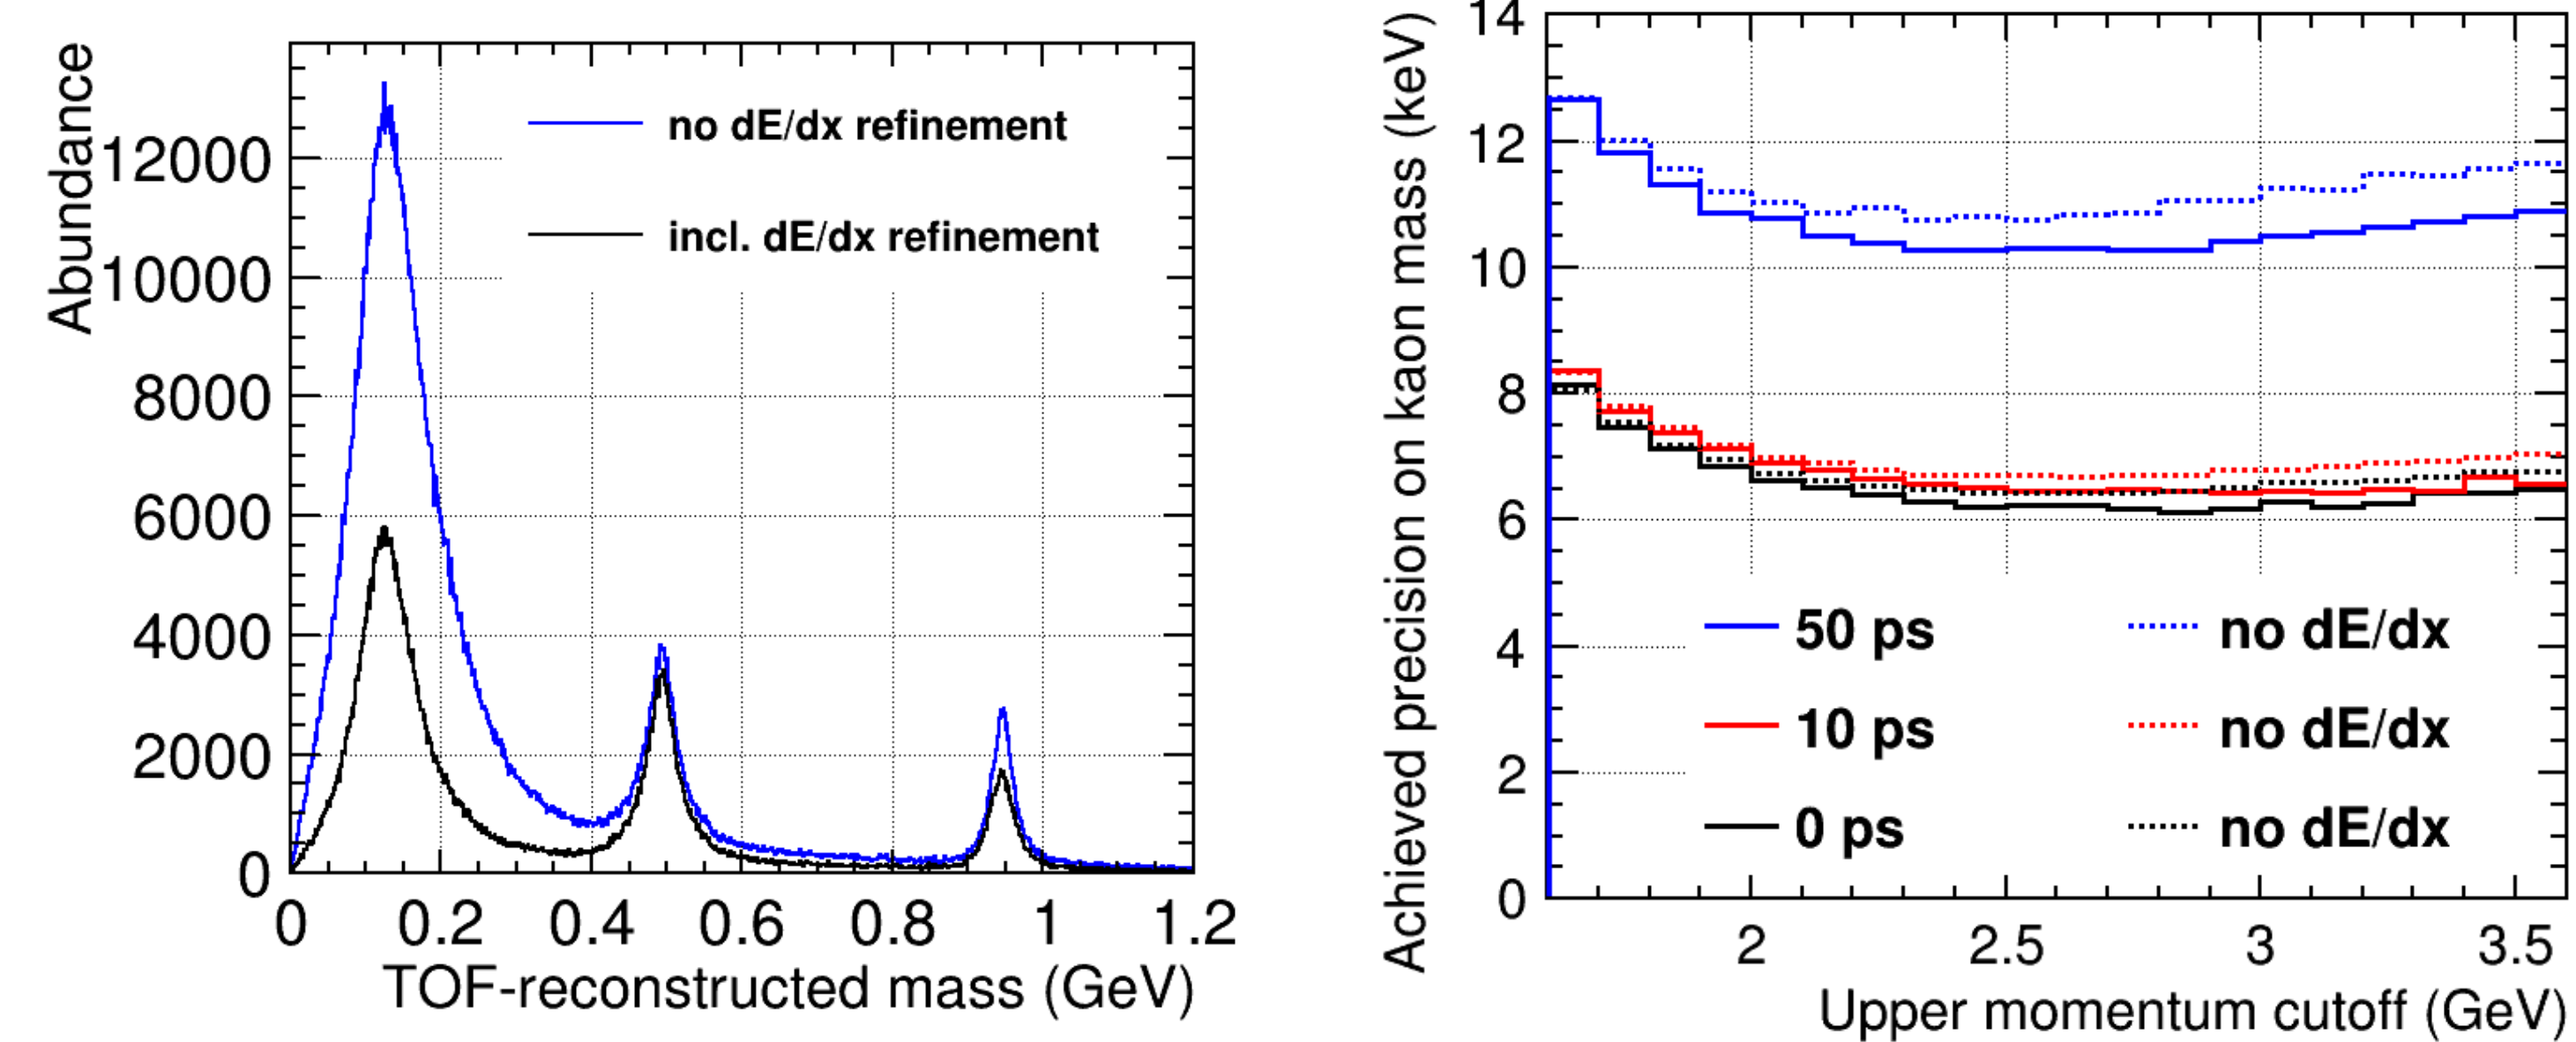 Abundance
12000
10000
8000
6000
4000
2000
0
no dE/dx refinement
incl. dE/dx refinement
0 0.2 0.4 0.6 0.8 1 1.2
TOF-reconstructed mass (GeV)
Achieved precision on kaon mass (keV)
14
12
10
8
6
4
2
0
50 ps no dE/dx
10 ps no dE/dx
0 ps no dE/dx
2 2.5 3 3.5
Upper momentum cutoff (GeV)